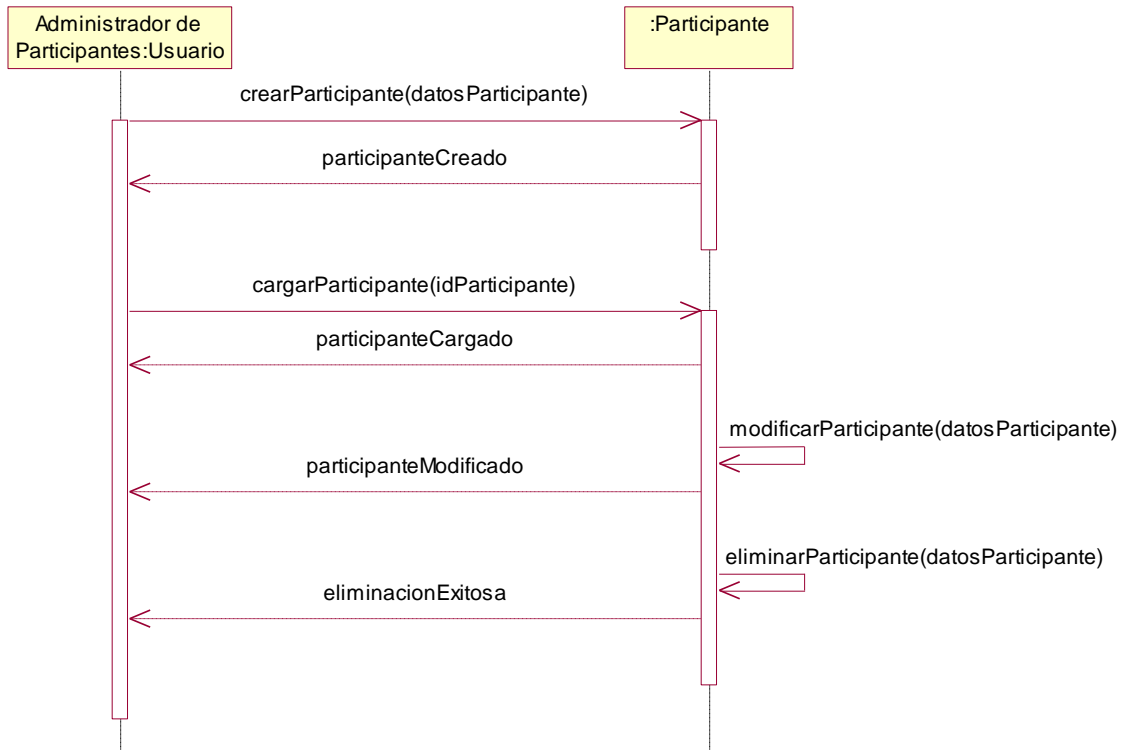 Administrador de
Participantes:Usuario
:Participante
crearParticipante(datosParticipante)
participanteCreado
cargarParticipante(idParticipante)
participanteCargado
modificarParticipante(datosParticipante)
participanteModificado
eliminarParticipante(datosParticipante)
eliminacionExitosa